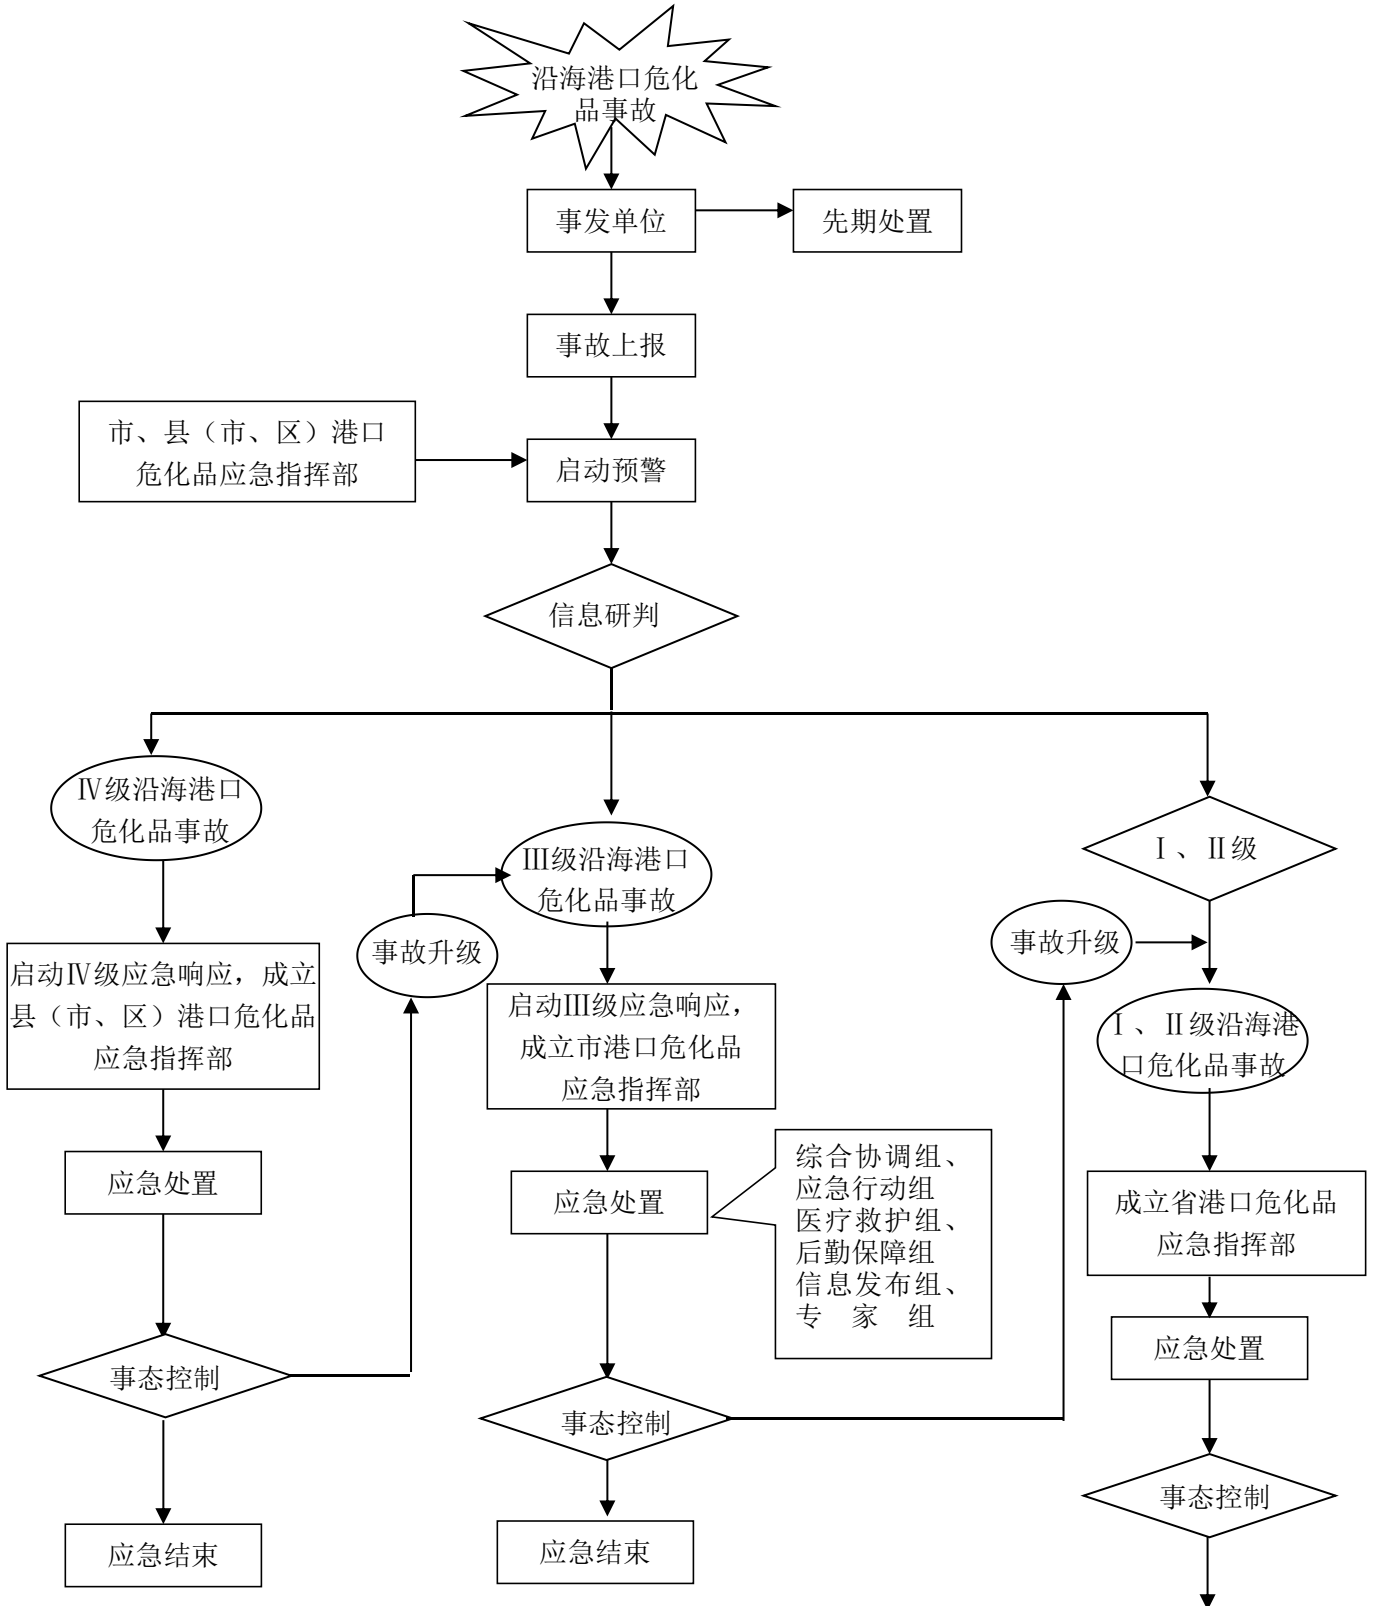 沿海港口危化
品事故
事发单位
先期处置
事故上报
市、县（市、区）港口
危化品应急指挥部
启动预警
信息研判
Ⅳ级沿海港口
危化品事故
Ⅲ级沿海港口
危化品事故
Ⅰ、Ⅱ级
事故升级
事故升级
启动Ⅳ级应急响应，成立
县（市、区）港口危化品
应急指挥部
启动Ⅲ级应急响应，
成立市港口危化品
应急指挥部
Ⅰ、Ⅱ级沿海港
口危化品事故
应急处置
应急处置
综合协调组、
应急行动组
医疗救护组、
后勤保障组
信息发布组、
专 家 组
成立省港口危化品
应急指挥部
应急处置
事态控制
事态控制
事态控制
应急结束
应急结束